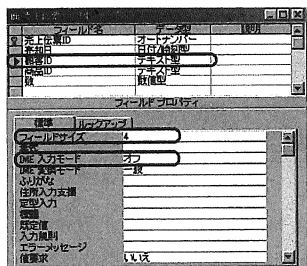 フィールド名 データ型 説明
売上伝票ID オートナンバー
売却日 日付/時刻型
顧客ID テキスト型
商品ID テキスト型
数 数値型
フィールド プロパティ
標準 ルックアップ
フィールドサイズ 4
書式
IME 入力モード オフ
IME 変換モード 一般
ふりがな
住所入力支援
定型入力
標題
既定値
入力規則
エラーメッセージ
値要求 いいえ